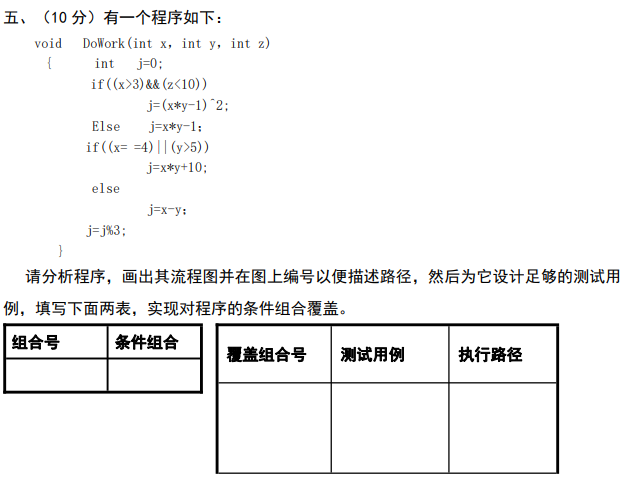 五、（10 分）有一个程序如下：
void DoWork(int x, int y, int z)
{ int j=0;
if((x>3)&&(z<10))
j=(x*y-1)^2;
Else j=x*y-1;
if((x= =4)||(y>5))
j=x*y+10;
else
j=x-y;
j=j%3;
}
请分析程序，画出其流程图并在图上编号以便描述路径，然后为它设计足够的测试用
例，填写下面两表，实现对程序的条件组合覆盖。
组合号 条件组合
覆盖组合号 测试用例 执行路径